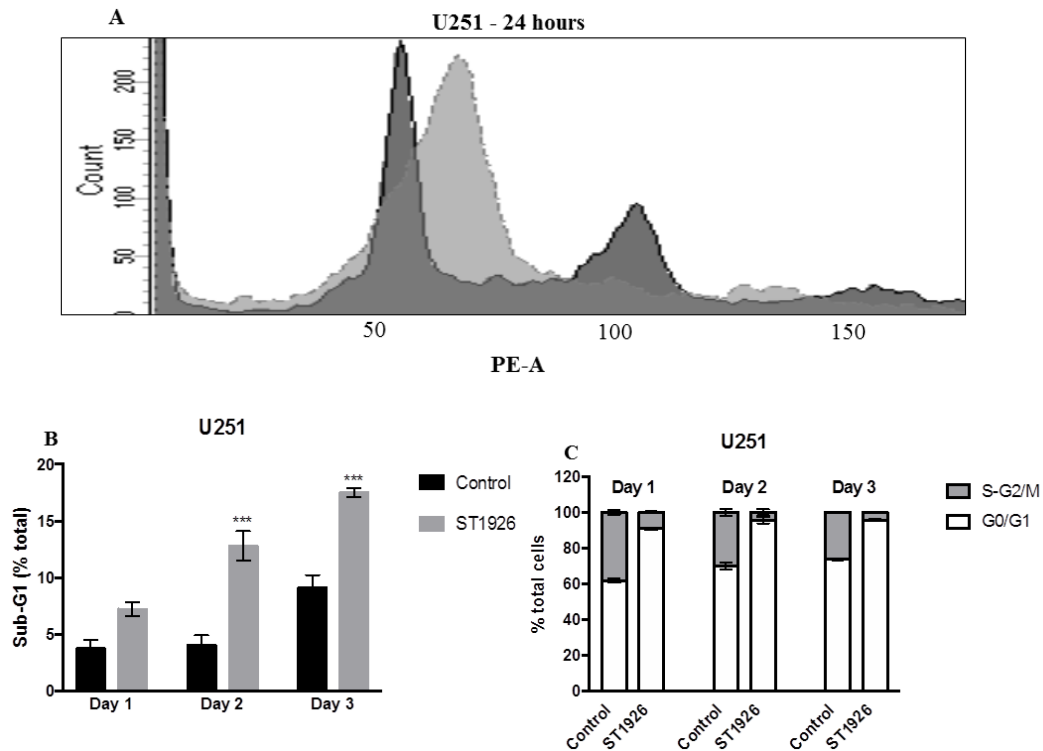 A
U251 - 24 hours
Count
200
150
100
50
0
50
100
150
PE-A
B
U251
Sub-G1 (% total)
20
15
10
5
0
***
***
Day 1
Day 2
Day 3
Control
ST1926
C
U251
% total cells
120
100
80
60
40
20
0
Day 1
Day 2
Day 3
Control
ST1926
Control
ST1926
Control
ST1926
S-G2/M
G0/G1